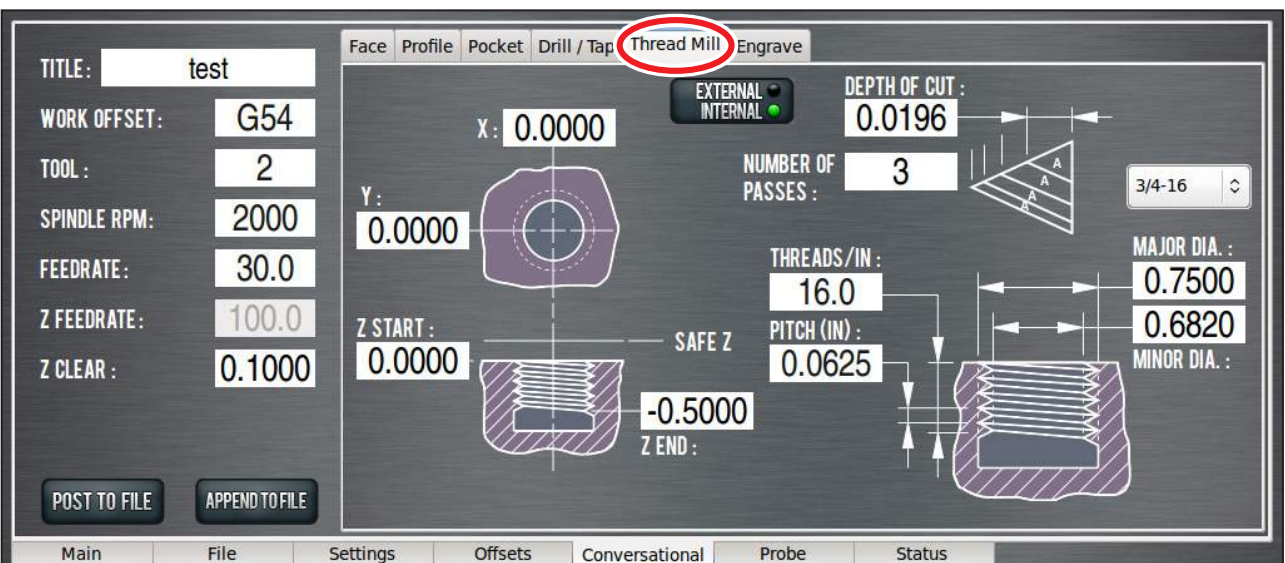 Face Profile Pocket Drill / Tap Thread Mill Engrave
TITLE: test
WORK OFFSET: G54
TOOL: 2
SPINDLE RPM: 2000
FEEDRATE: 30.0
Z FEEDRATE: 100.0
Z CLEAR: 0.1000
POST TO FILE APPEND TO FILE
EXTERNAL
INTERNAL
X: 0.0000
Y:
0.0000
Z START:
0.0000
SAFE Z
-0.5000
Z END:
DEPTH OF CUT:
0.0196
NUMBER OF
PASSES: 3
A
A
A
A
3/4-16
THREADS/IN:
16.0
PITCH (IN):
0.0625
MAJOR DIA.:
0.7500
0.6820
MINOR DIA.:
Main File Settings Offsets Conversational Probe Status